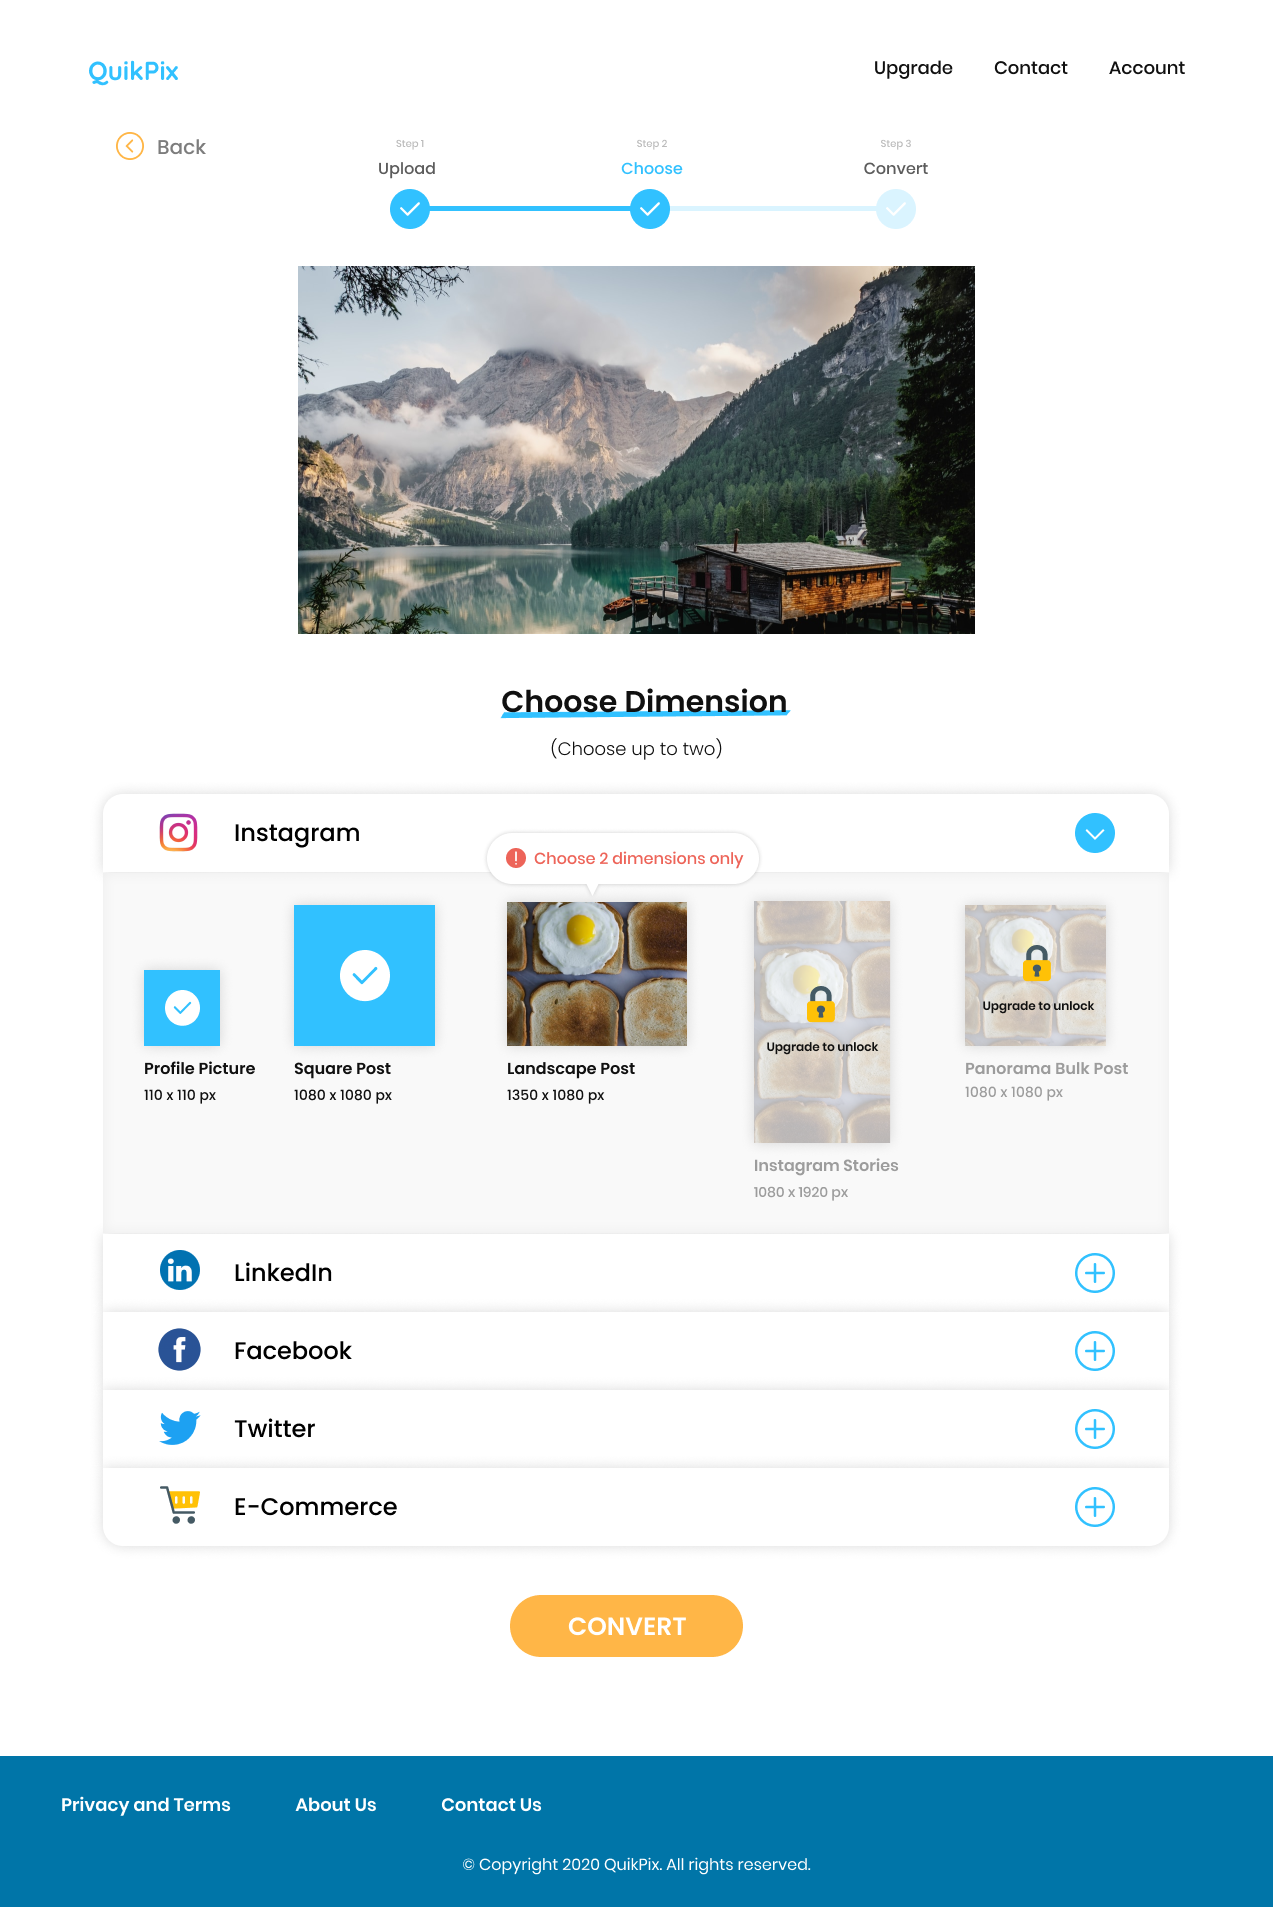 QuikPix
Upgrade
Contact
Account
Back
Step 1
Upload
Step 2
Choose
Step 3
Convert
Choose Dimension
(Choose up to two)
Instagram
! Choose 2 dimensions only
Profile Picture
110 x 110 px
Square Post
1080 x 1080 px
Landscape Post
1350 x 1080 px
Upgrade to unlock
Instagram Stories
1080 x 1920 px
Upgrade to unlock
Panorama Bulk Post
1080 x 1080 px
in
LinkedIn
f
Facebook
Twitter
E-Commerce
CONVERT
Privacy and Terms
About Us
Contact Us
© Copyright 2020 QuikPix. All rights reserved.